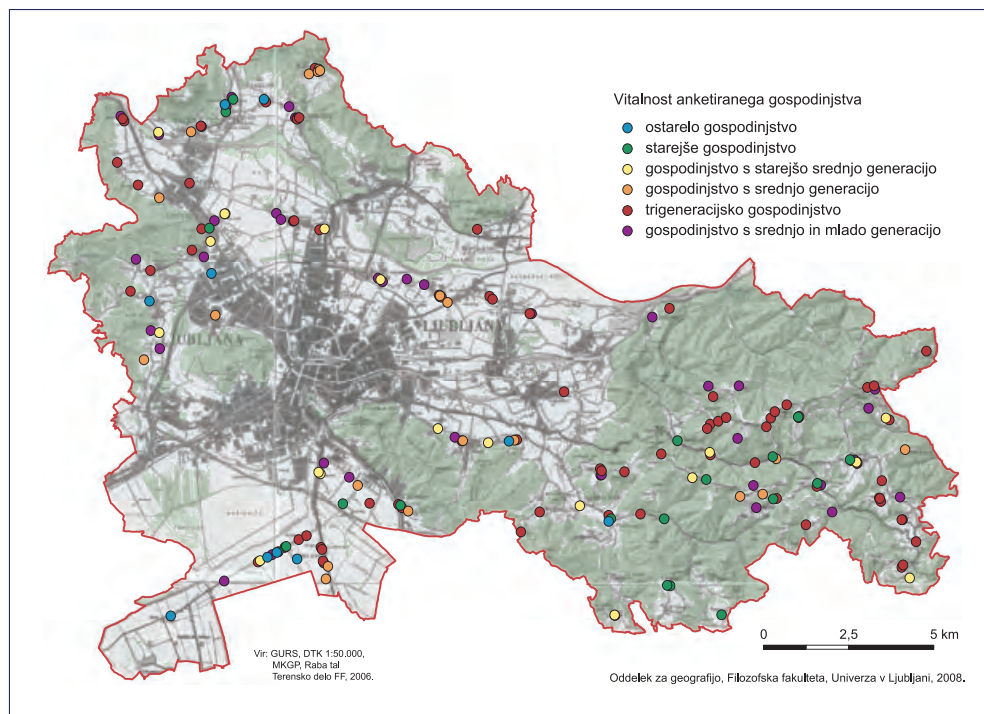 Vitalnost anketiranega gospodinjstva
ostarelo gospodinjstvo
starejše gospodinjstvo
gospodinjstvo s starejšo srednjo generacijo
gospodinjstvo s srednjo generacijo
trigeneracijsko gospodinjstvo
gospodinjstvo s srednjo in mlado generacijo
LJUBLJANA
0 2,5 5 km
Vir: GURS, DTK 1:50.000,
MKGP, Raba tal
Terensko delo FF, 2006.
Oddelek za geografijo, Filozofska fakulteta, Univerza v Ljubljani, 2008.